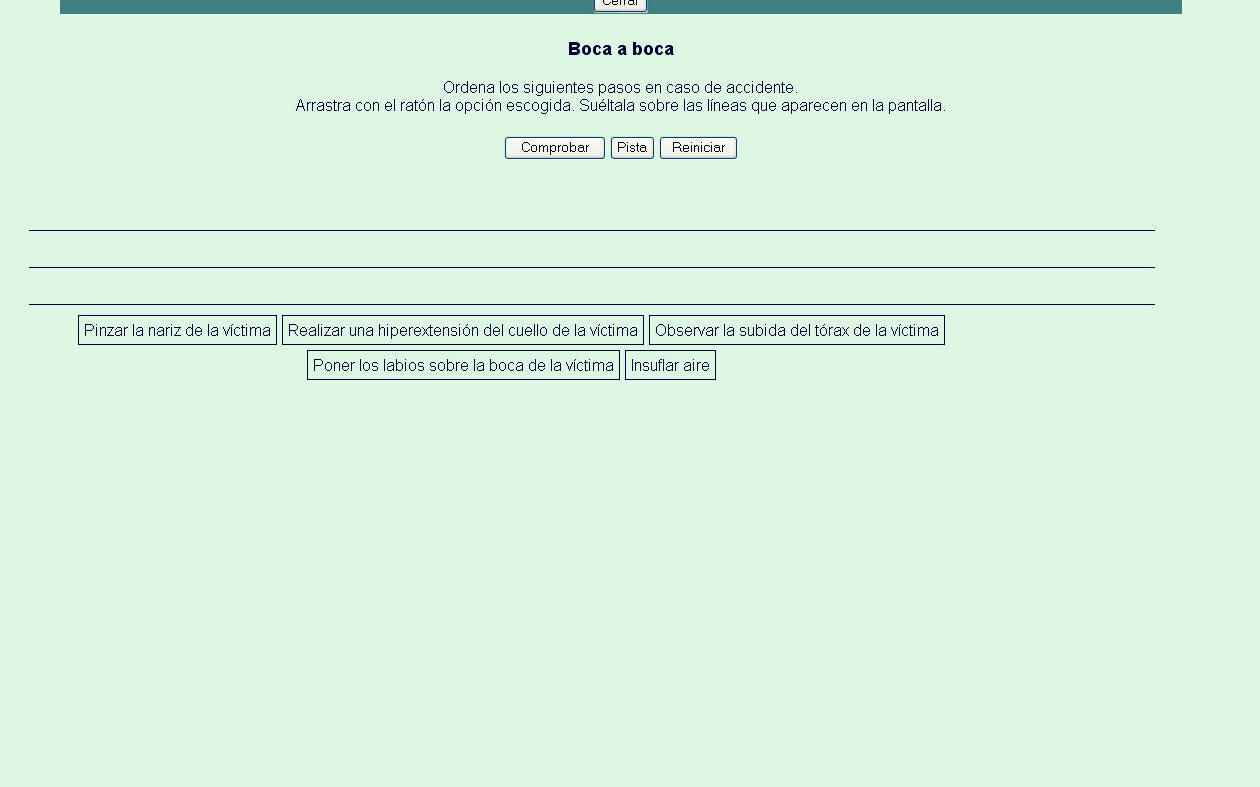 Cerrar
Boca a boca
Ordena los siguientes pasos en caso de accidente.
Arrastra con el ratón la opción escogida. Suéltala sobre las líneas que aparecen en la pantalla.
Comprobar Pista Reiniciar
Pinzar la nariz de la víctima Realizar una hiperextensión del cuello de la víctima Observar la subida del tórax de la víctima
Poner los labios sobre la boca de la víctima Insuflar aire